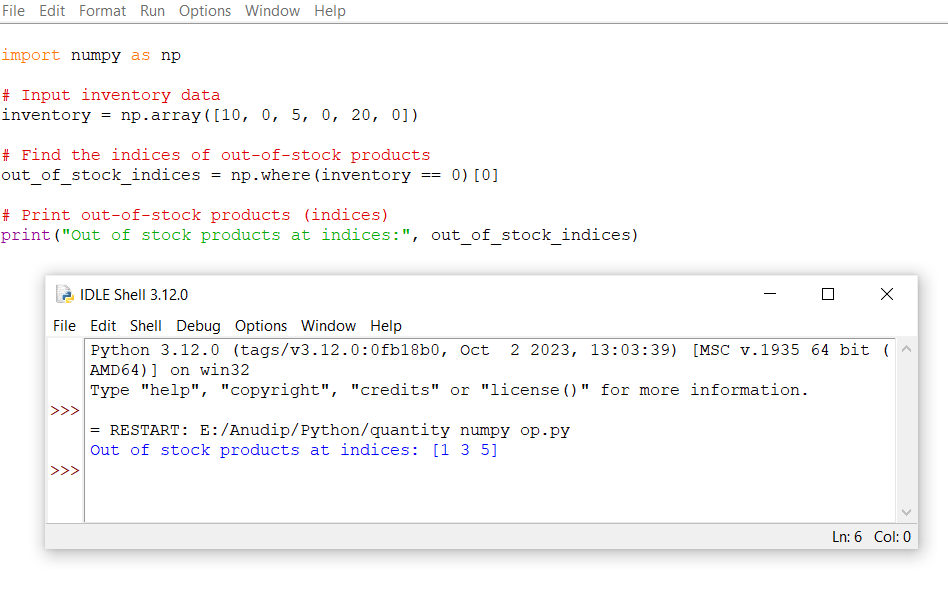 File Edit Format Run Options Window Help
import numpy as np
# Input inventory data
inventory = np.array([10, 0, 5, 0, 20, 0])
# Find the indices of out-of-stock products
out_of_stock_indices = np.where(inventory == 0)[0]
# Print out-of-stock products (indices)
print("Out of stock products at indices:", out_of_stock_indices)
IDLE Shell 3.12.0
File Edit Shell Debug Options Window Help
Python 3.12.0 (tags/v3.12.0:0fb18b0, Oct  2 2023, 13:03:39) [MSC v.1935 64 bit (
AMD64)] on win32
Type "help", "copyright", "credits" or "license()" for more information.
>>>
= RESTART: E:/Anudip/Python/quantity numpy op.py
Out of stock products at indices: [1 3 5]
>>>
Ln: 6 Col: 0